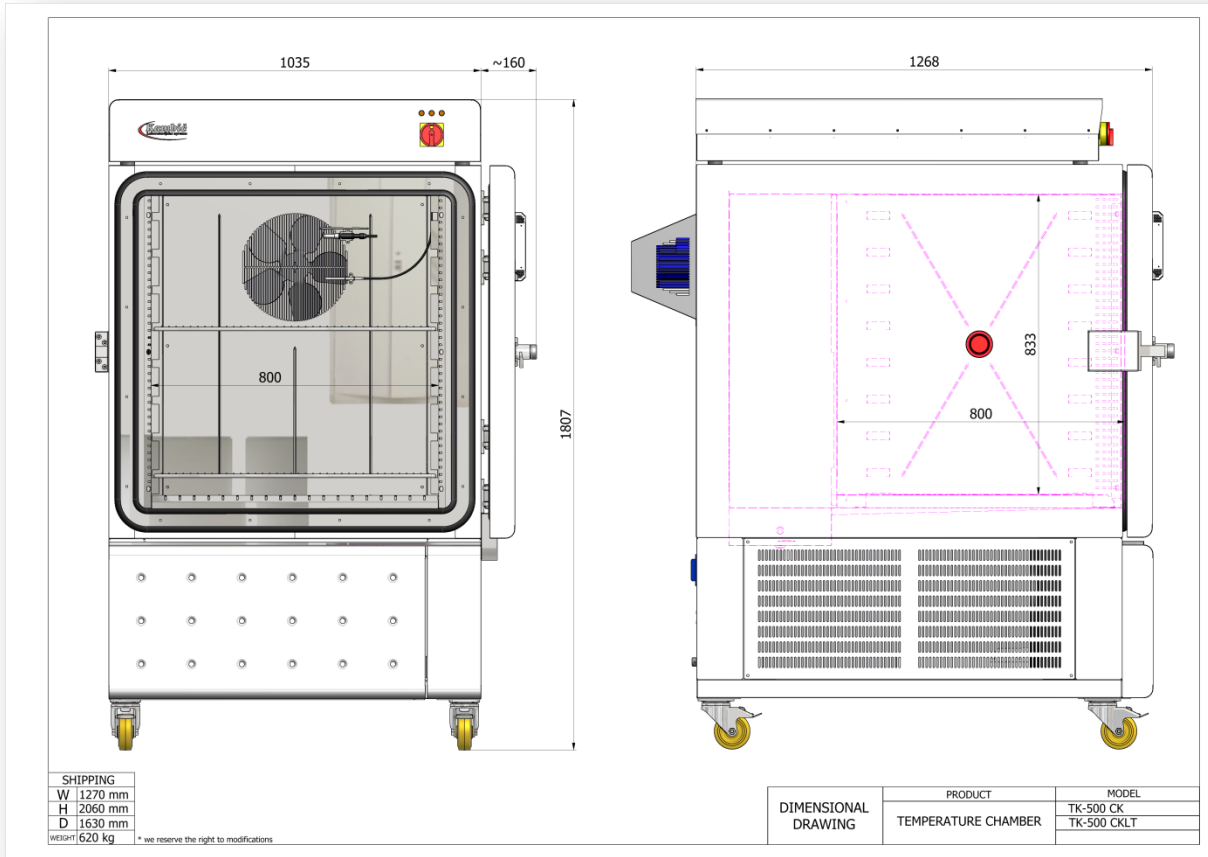 1035
~160
1268
Kambič
800
1807
833
800
SHIPPING
W 1270 mm
H 2060 mm
D 1630 mm
WEIGHT 620 kg
* we reserve the right to modifications
DIMENSIONAL
DRAWING
PRODUCT
TEMPERATURE CHAMBER
MODEL
TK-500 CK
TK-500 CKLT